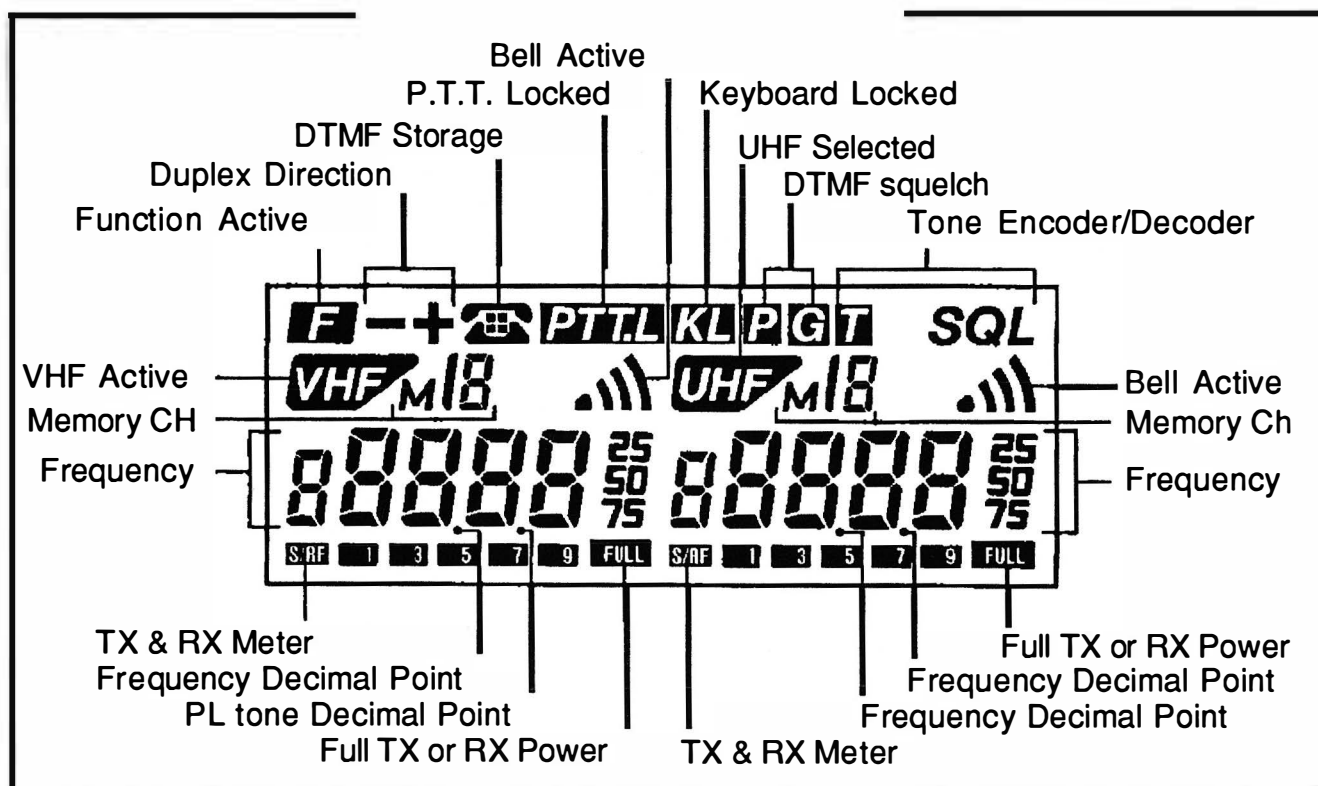 Bell Active
P.T.T. Locked
Keyboard Locked
DTMF Storage
UHF Selected
Duplex Direction
DTMF squelch
Function Active
Tone Encoder/Decoder
F - + PTT.L KL P G T SQL
VHF Active
VHF M18 UHF M18
Bell Active
Memory CH
Memory Ch
Frequency
8888.8 25 50 75 8888.8 25 50 75
Frequency
S/RF 1 3 5 7 9 FULL S/RF 1 3 5 7 9 FULL
TX & RX Meter
Full TX or RX Power
Frequency Decimal Point
Frequency Decimal Point
PL tone Decimal Point
Frequency Decimal Point
Full TX or RX Power
TX & RX Meter